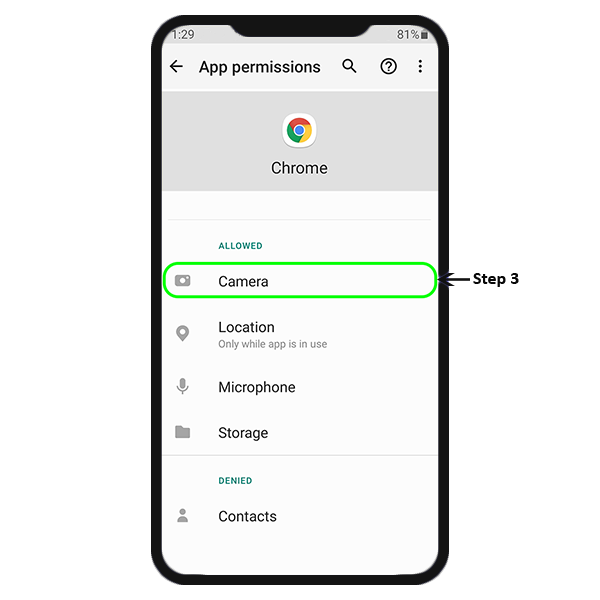 1:29 81%
App permissions
Chrome
ALLOWED
Camera
Step 3
Location
Only while app is in use
Microphone
Storage
DENIED
Contacts